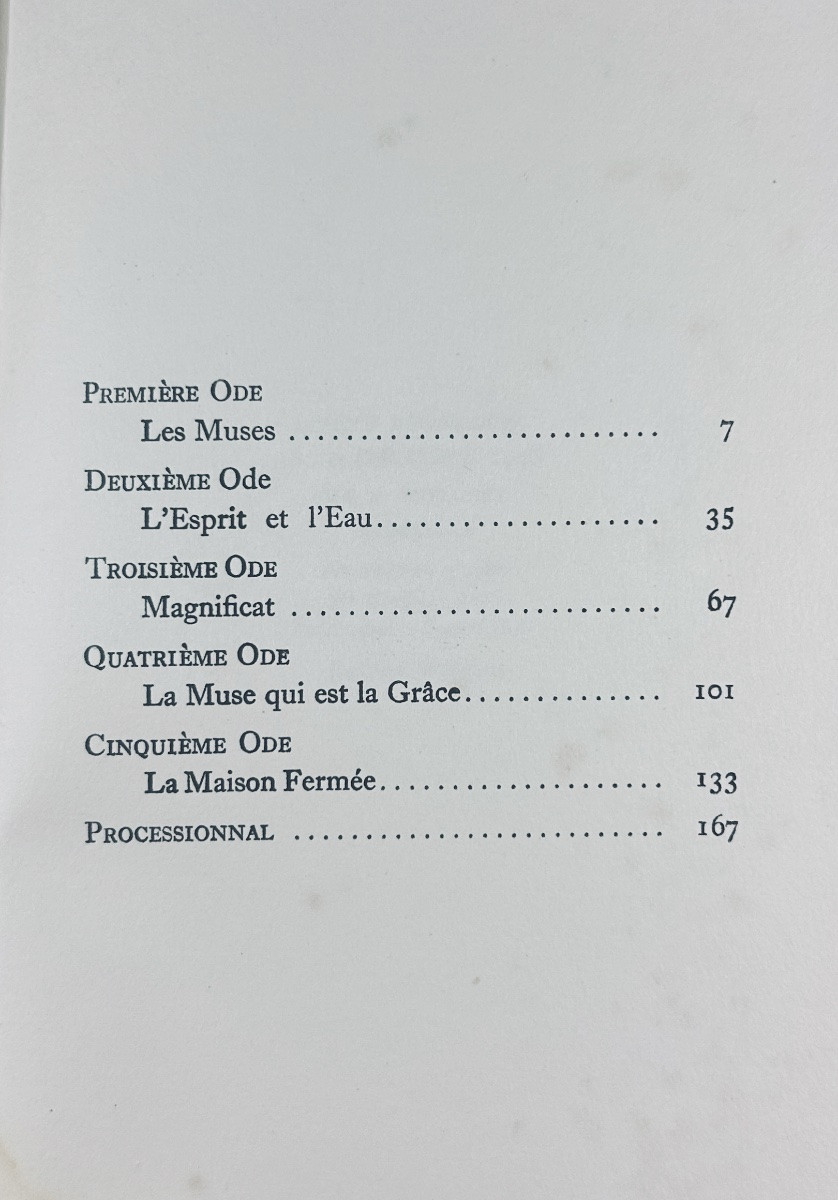 PREMIÈRE ODE
Les Muses ........................... 7
DEUXIÈME Ode
L'Esprit et l'Eau.................... 35
TROISIÈME ODE
Magnificat .......................... 67
QUATRIÈME ODE
La Muse qui est la Grâce.............. 101
CINQUIÈME ODE
La Maison Fermée.................... 133
PROCESSIONNAL .......................... 167